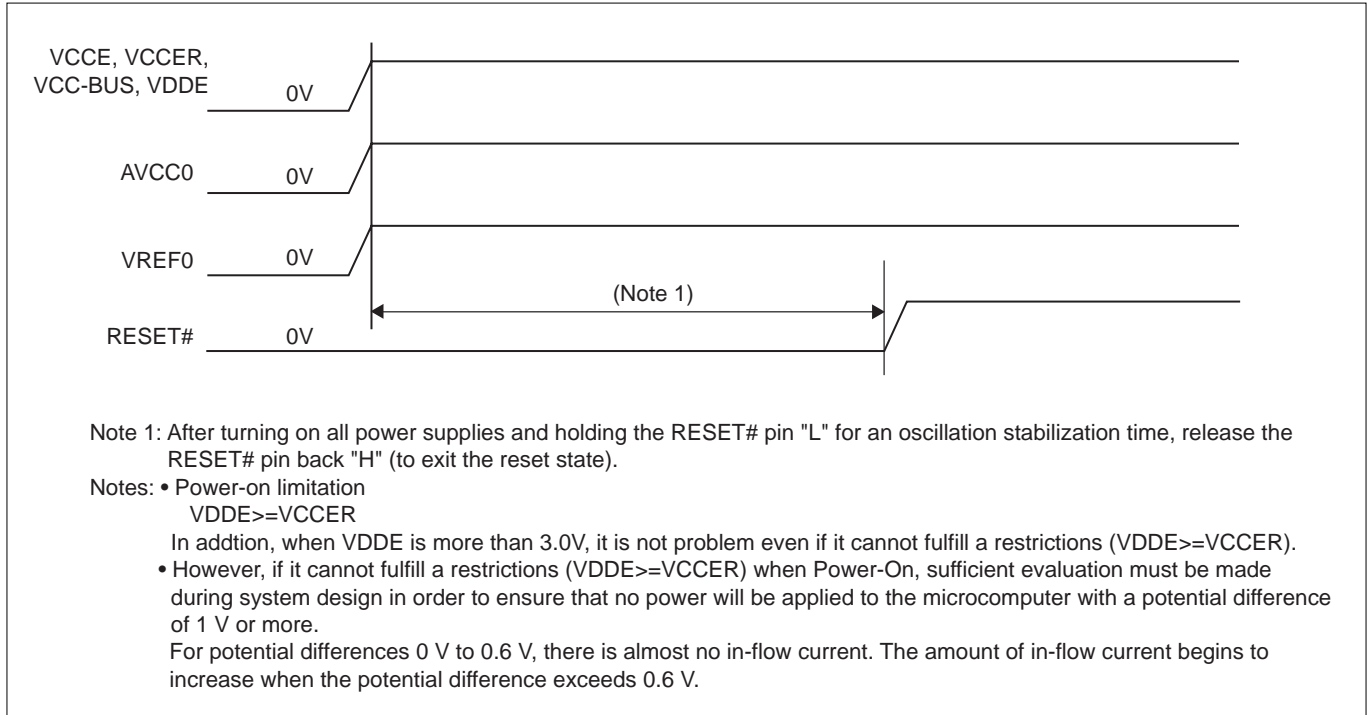 VCCE, VCCER,
VCC-BUS, VDDE
0V
AVCC0
0V
VREF0
0V
(Note 1)
RESET#
0V
Note 1: After turning on all power supplies and holding the RESET# pin "L" for an oscillation stabilization time, release the
RESET# pin back "H" (to exit the reset state).
Notes: • Power-on limitation
VDDE>=VCCER
In addtion, when VDDE is more than 3.0V, it is not problem even if it cannot fulfill a restrictions (VDDE>=VCCER).
• However, if it cannot fulfill a restrictions (VDDE>=VCCER) when Power-On, sufficient evaluation must be made
during system design in order to ensure that no power will be applied to the microcomputer with a potential difference
of 1 V or more.
For potential differences 0 V to 0.6 V, there is almost no in-flow current. The amount of in-flow current begins to
increase when the potential difference exceeds 0.6 V.